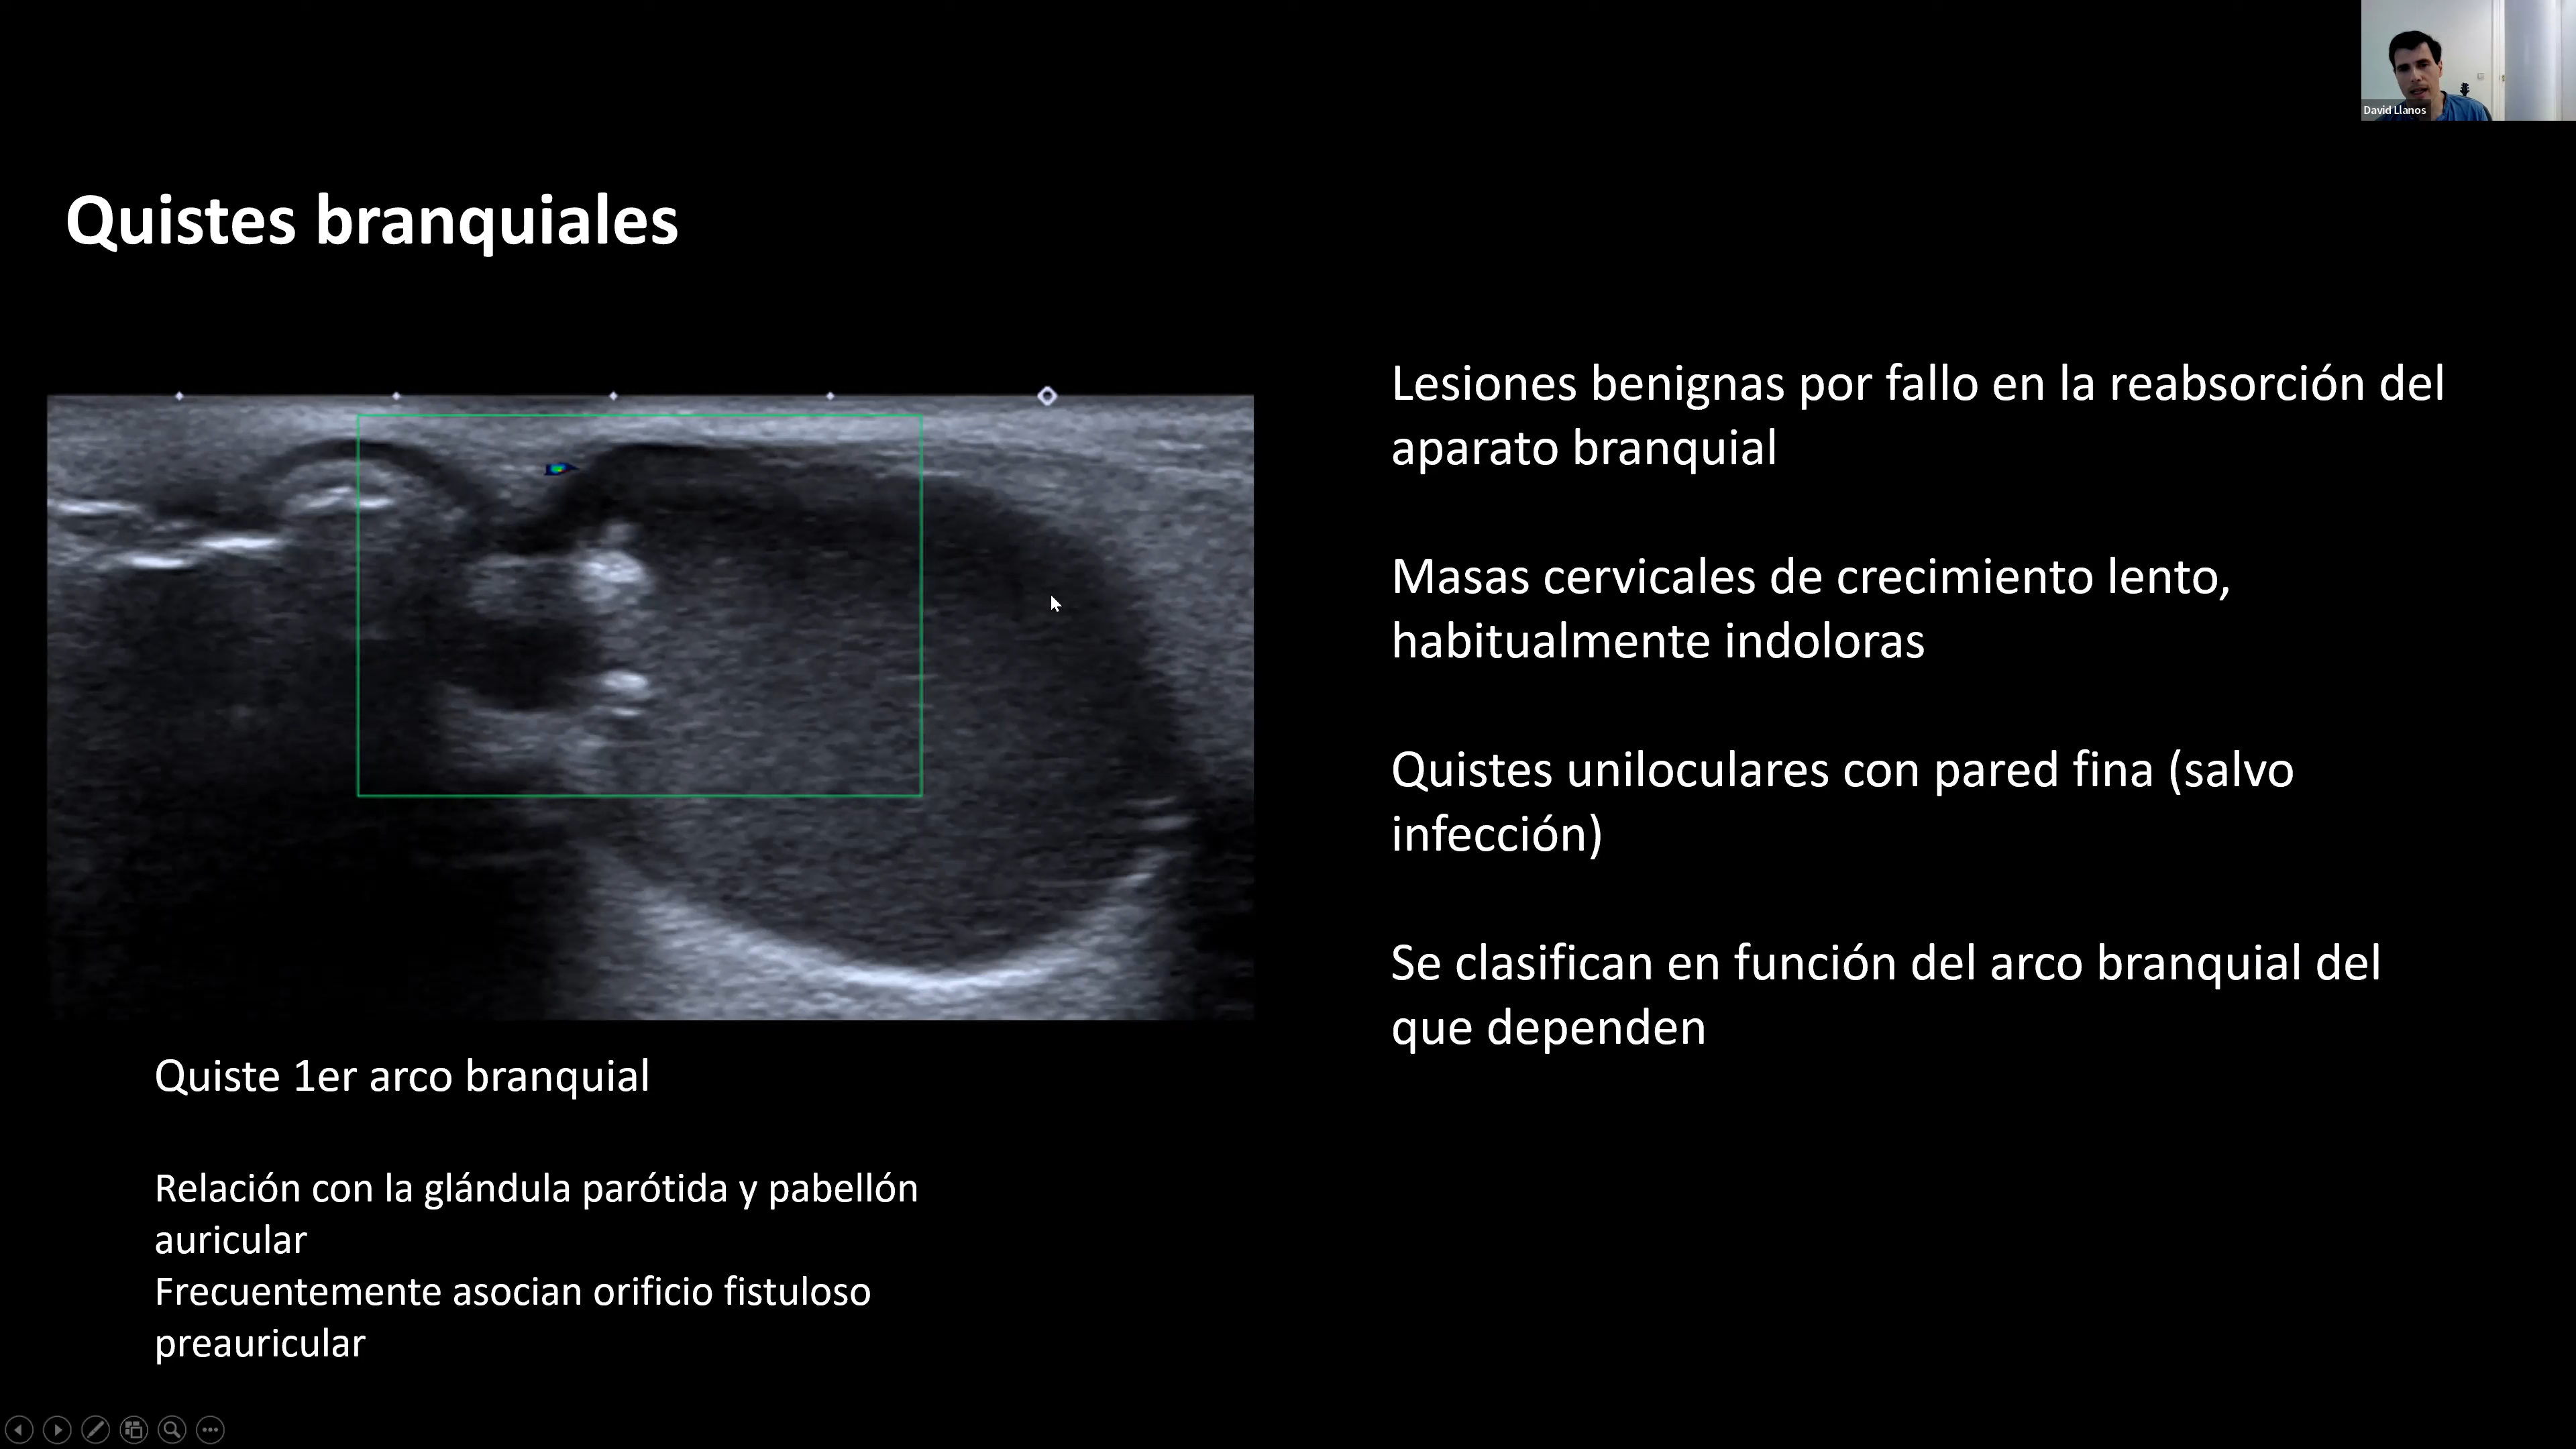 David Llanos
Quistes branquiales
Lesiones benignas por fallo en la reabsorción del
aparato branquial
Masas cervicales de crecimiento lento,
habitualmente indoloras
Quistes uniloculares con pared fina (salvo
infección)
Se clasifican en función del arco branquial del
que dependen
Quiste 1er arco branquial
Relación con la glándula parótida y pabellón
auricular
Frecuentemente asocian orificio fistuloso
preauricular